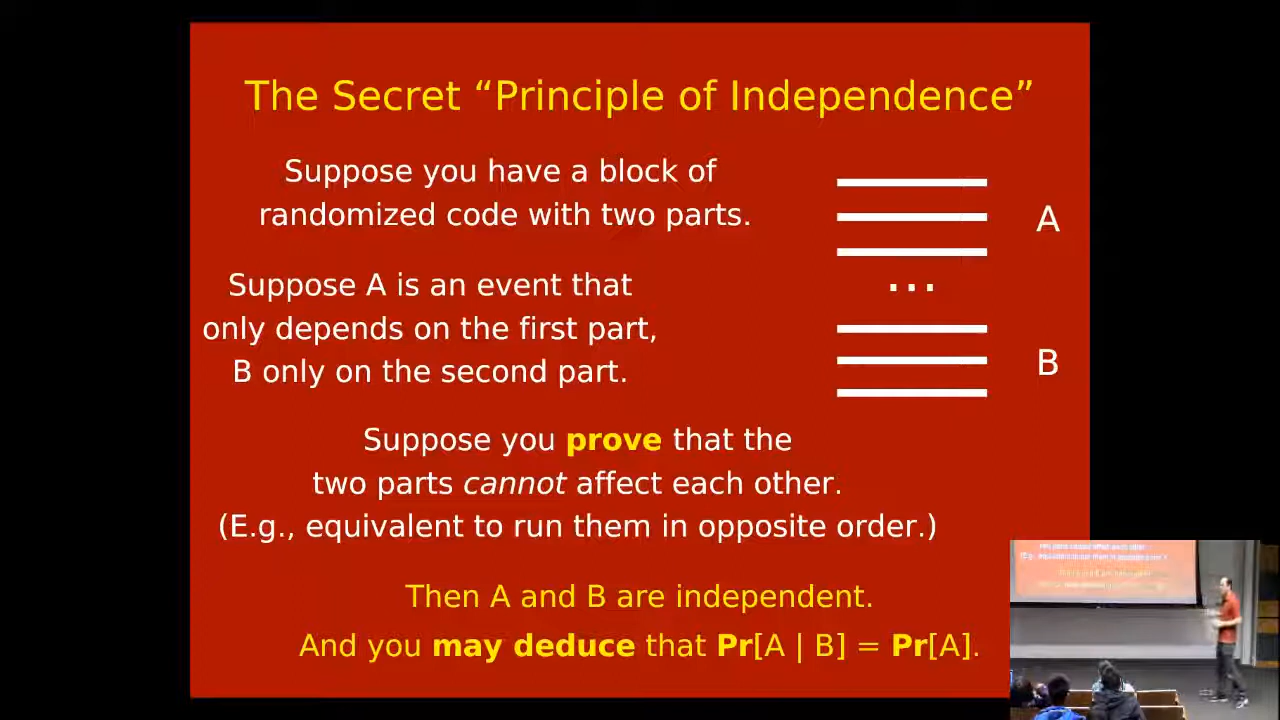 The Secret “Principle of Independence”
Suppose you have a block of
randomized code with two parts.
A
Suppose A is an event that
only depends on the first part,
B only on the second part.
...
B
Suppose you prove that the
two parts cannot affect each other.
(E.g., equivalent to run them in opposite order.)
Then A and B are independent.
And you may deduce that Pr[A | B] = Pr[A].